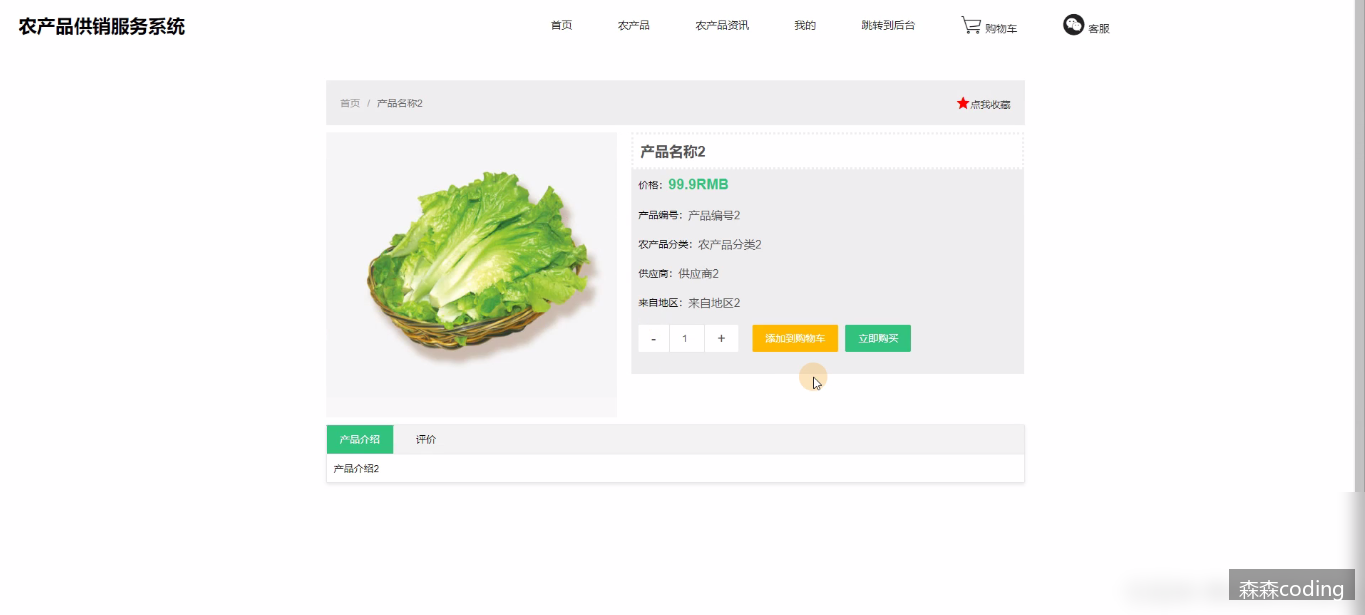 农产品供销服务系统
首页 农产品 农产品资讯 我的 跳转到后台 购物车 客服
首页 / 产品名称2
点我收藏
产品名称2
价格：99.9RMB
产品编号：产品编号2
农产品分类：农产品分类2
供应商：供应商2
来自地区：来自地区2
- 1 + 添加到购物车 立即购买
产品介绍 评价
产品介绍2
森森coding